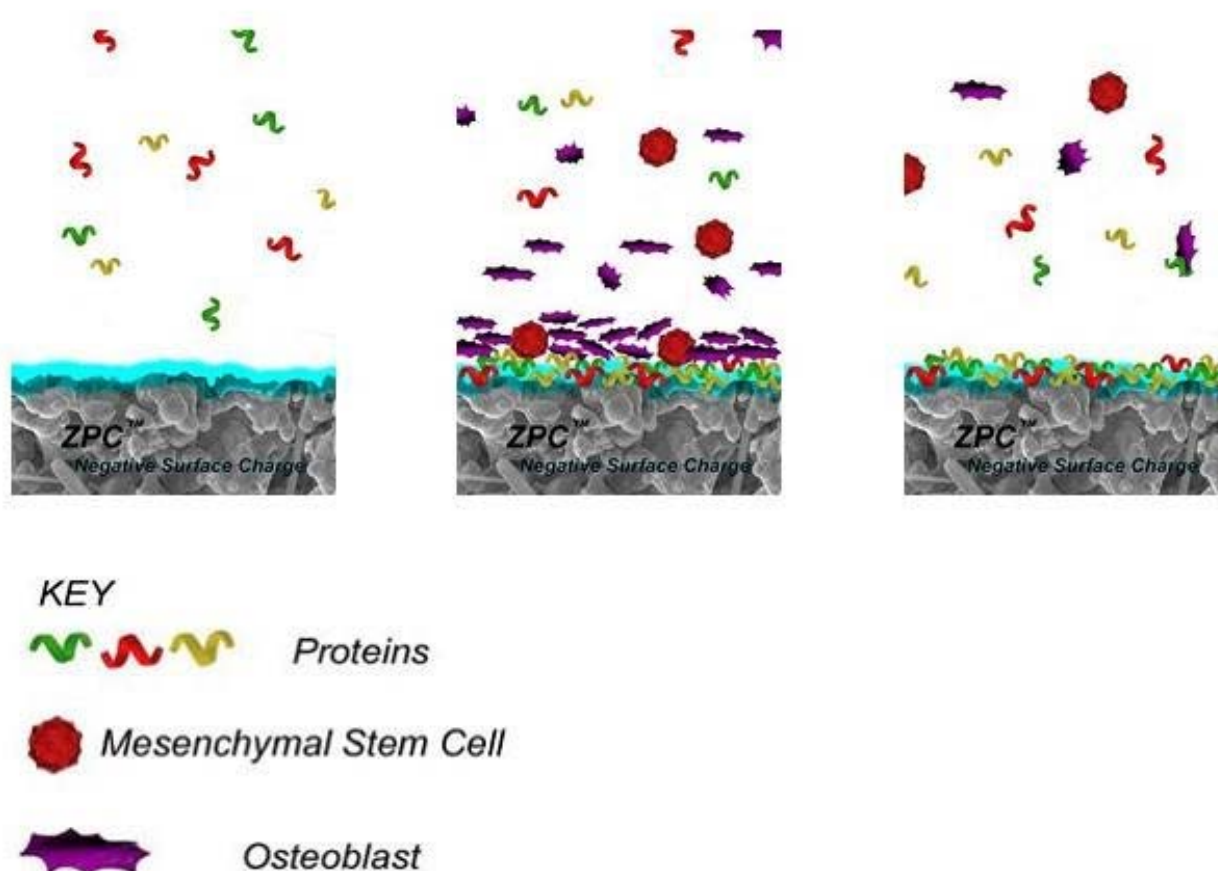 ZPC™
Negative Surface Charge
ZPC™
Negative Surface Charge
ZPC™
Negative Surface Charge
KEY
Proteins
Mesenchymal Stem Cell
Osteoblast